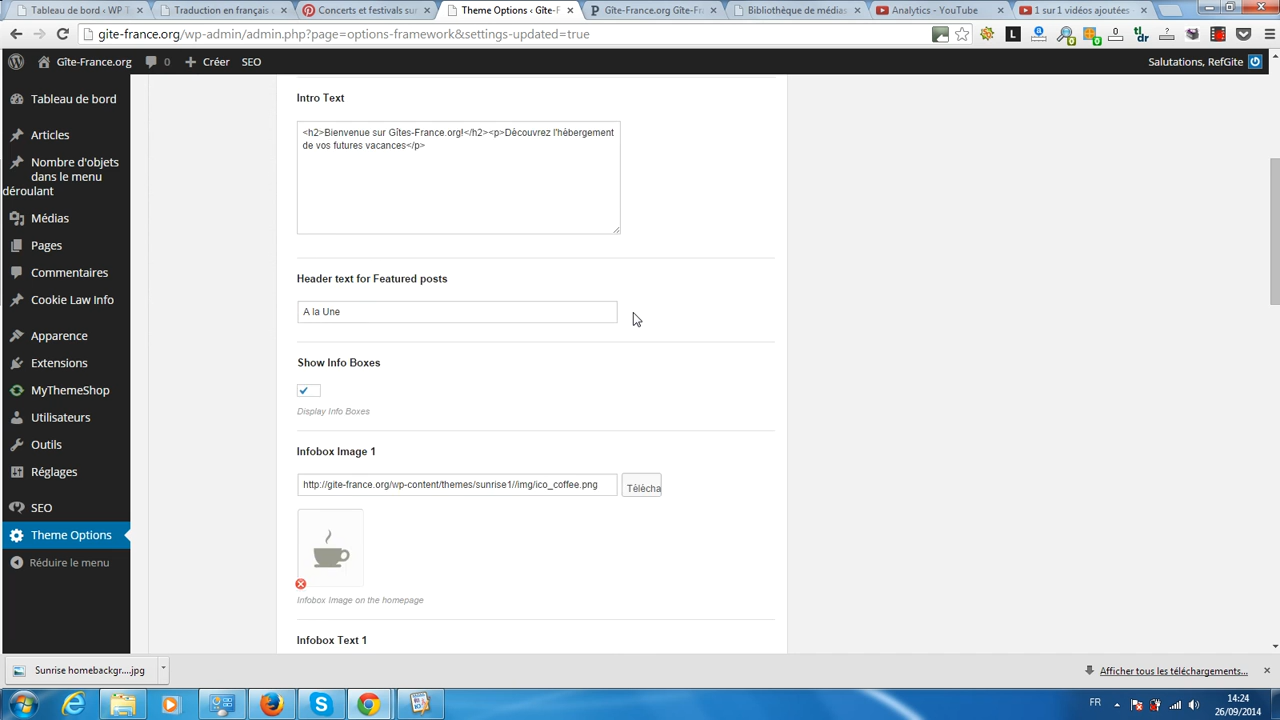 Tableau de bord ‹ WP T
Traduction en français d
Concerts et festivals sur
Theme Options ‹ Gîte-F
Gîte-France.org Gîte-Fra
Bibliothèque de médias
Analytics - YouTube
1 sur 1 vidéos ajoutées
gite-france.org/wp-admin/admin.php?page=options-framework&settings-updated=true
Gîte-France.org
0
Créer
SEO
Salutations, RefGite
Tableau de bord
Articles
Nombre d'objets
dans le menu
déroulant
Médias
Pages
Commentaires
Cookie Law Info
Apparence
Extensions
MyThemeShop
Utilisateurs
Outils
Réglages
SEO
Theme Options
Réduire le menu
Intro Text
<h2>Bienvenue sur Gîtes-France.org!</h2><p>Découvrez l'hébergement
de vos futures vacances</p>
Header text for Featured posts
A la Une
Show Info Boxes
Display Info Boxes
Infobox Image 1
http://gite-france.org/wp-content/themes/sunrise1//img/ico_coffee.png
Télécha
Infobox Image on the homepage
Infobox Text 1
Sunrise homebackgr....jpg
Afficher tous les téléchargements...
FR
14:24
26/09/2014